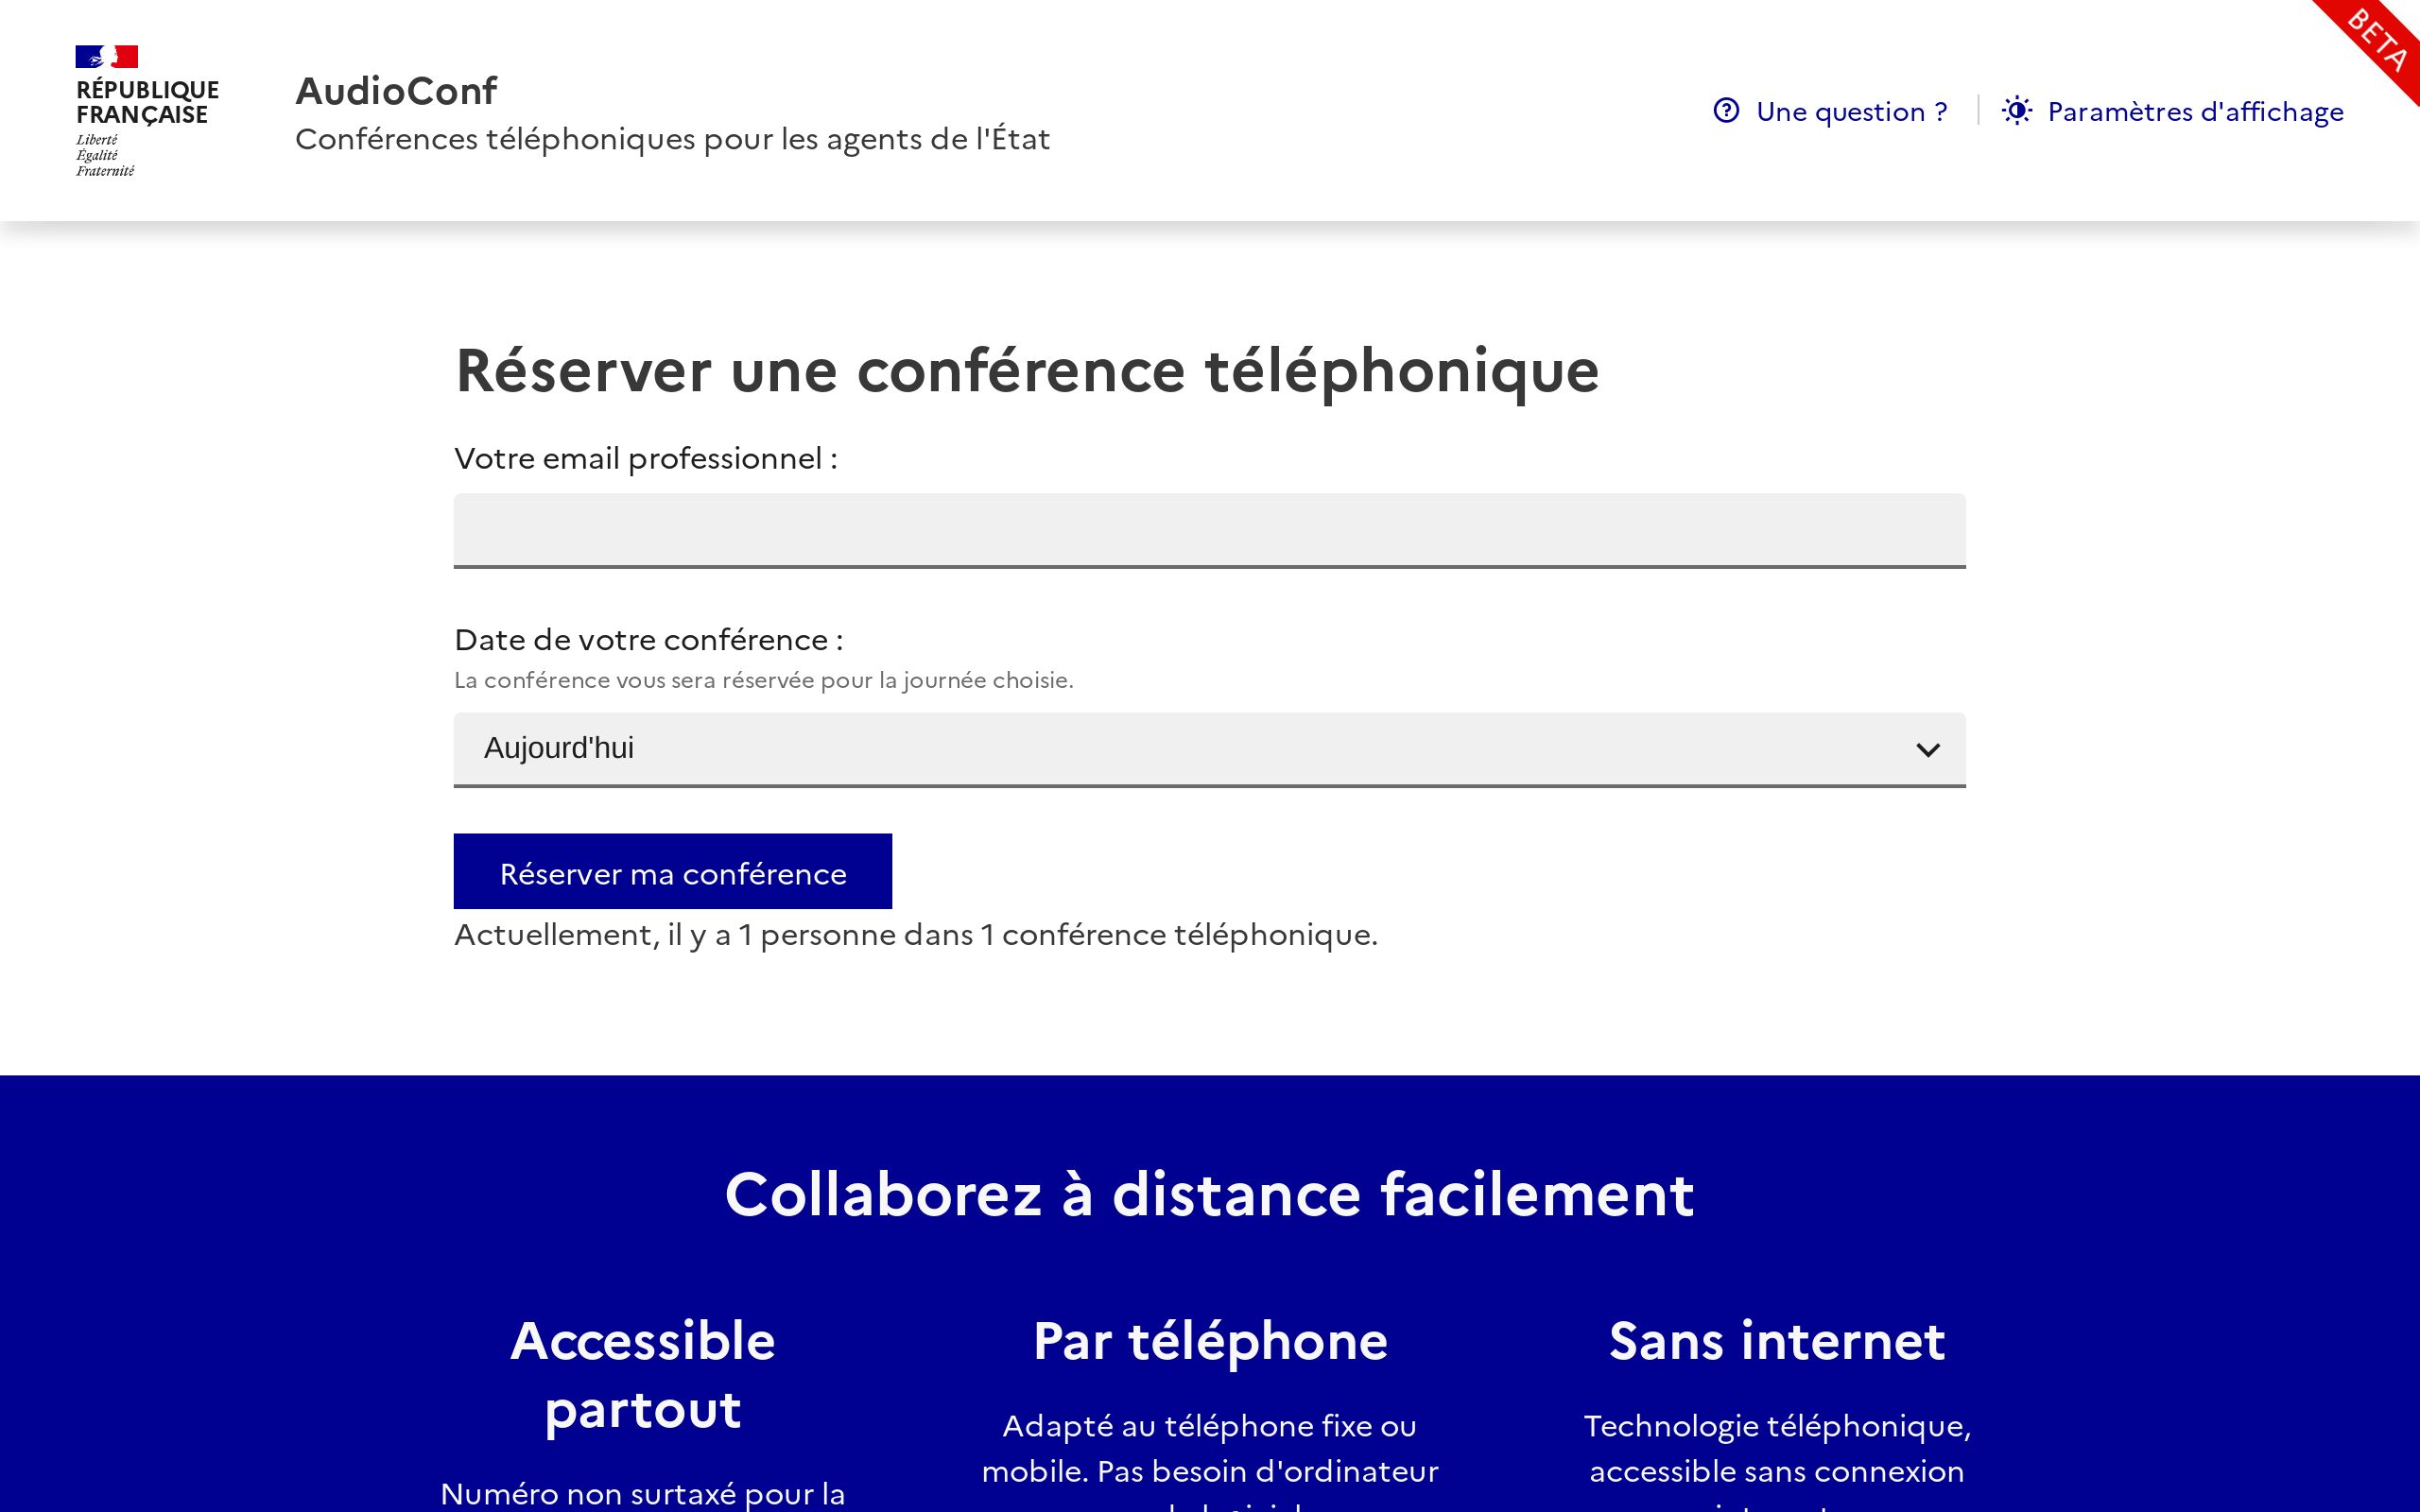 BETA
RÉPUBLIQUE
FRANÇAISE
Liberté
Égalité
Fraternité
AudioConf
Conférences téléphoniques pour les agents de l'État
Une question ?
Paramètres d'affichage
Réserver une conférence téléphonique
Votre email professionnel :
Date de votre conférence :
La conférence vous sera réservée pour la journée choisie.
Aujourd'hui
Réserver ma conférence
Actuellement, il y a 1 personne dans 1 conférence téléphonique.
Collaborez à distance facilement
Accessible
partout
Numéro non surtaxé pour la
Par téléphone
Adapté au téléphone fixe ou
mobile. Pas besoin d'ordinateur
Sans internet
Technologie téléphonique,
accessible sans connexion